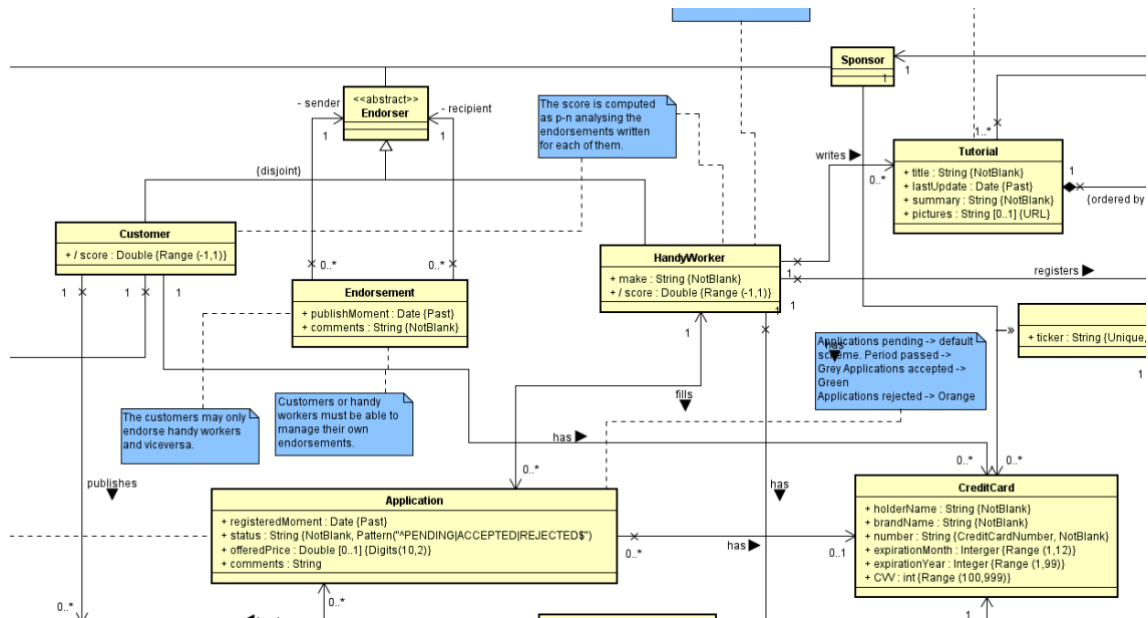 Sponsor
1
1
<<abstract>>
Endorser
- sender
- recipient
1
1
{disjoint}
The score is computed
as p-n analysing the
endorsements written
for each of them.
writes
0..*
1..*
Tutorial
+ title : String {NotBlank}
+ lastUpdate : Date {Past}
+ summary : String {NotBlank}
+ pictures : String [0..1] {URL}
1
{ordered by
Customer
+ / score : Double {Range (-1,1)}
1
1
1
0..*
0..*
Endorsement
+ publishMoment : Date {Past}
+ comments : String {NotBlank}
HandyWorker
+ make : String {NotBlank}
+ / score : Double {Range (-1,1)}
1
1
1
1
1
registers
+ ticker : String {Unique,
1
has
Applications pending -> default
scheme. Period passed ->
Grey Applications accepted ->
Green
Applications rejected -> Orange
The customers may only
endorse handy workers
and viceversa.
Customers or handy
workers must be able to
manage their own
endorsements.
fills
has
0..*
0..*
0..*
publishes
has
Application
+ registeredMoment : Date {Past}
+ status : String {NotBlank, Pattern("^PENDING|ACCEPTED|REJECTED$")
+ offeredPrice : Double [0..1] {Digits(10,2)}
+ comments : String
0..*
has
0..1
CreditCard
+ holderName : String {NotBlank}
+ brandName : String {NotBlank}
+ number : String {CreditCardNumber, NotBlank}
+ expirationMonth : Interger {Range (1,12)}
+ expirationYear : Integer {Range (1,99)}
+ CVV : int {Range (100,999)}
0..*
0..*
1